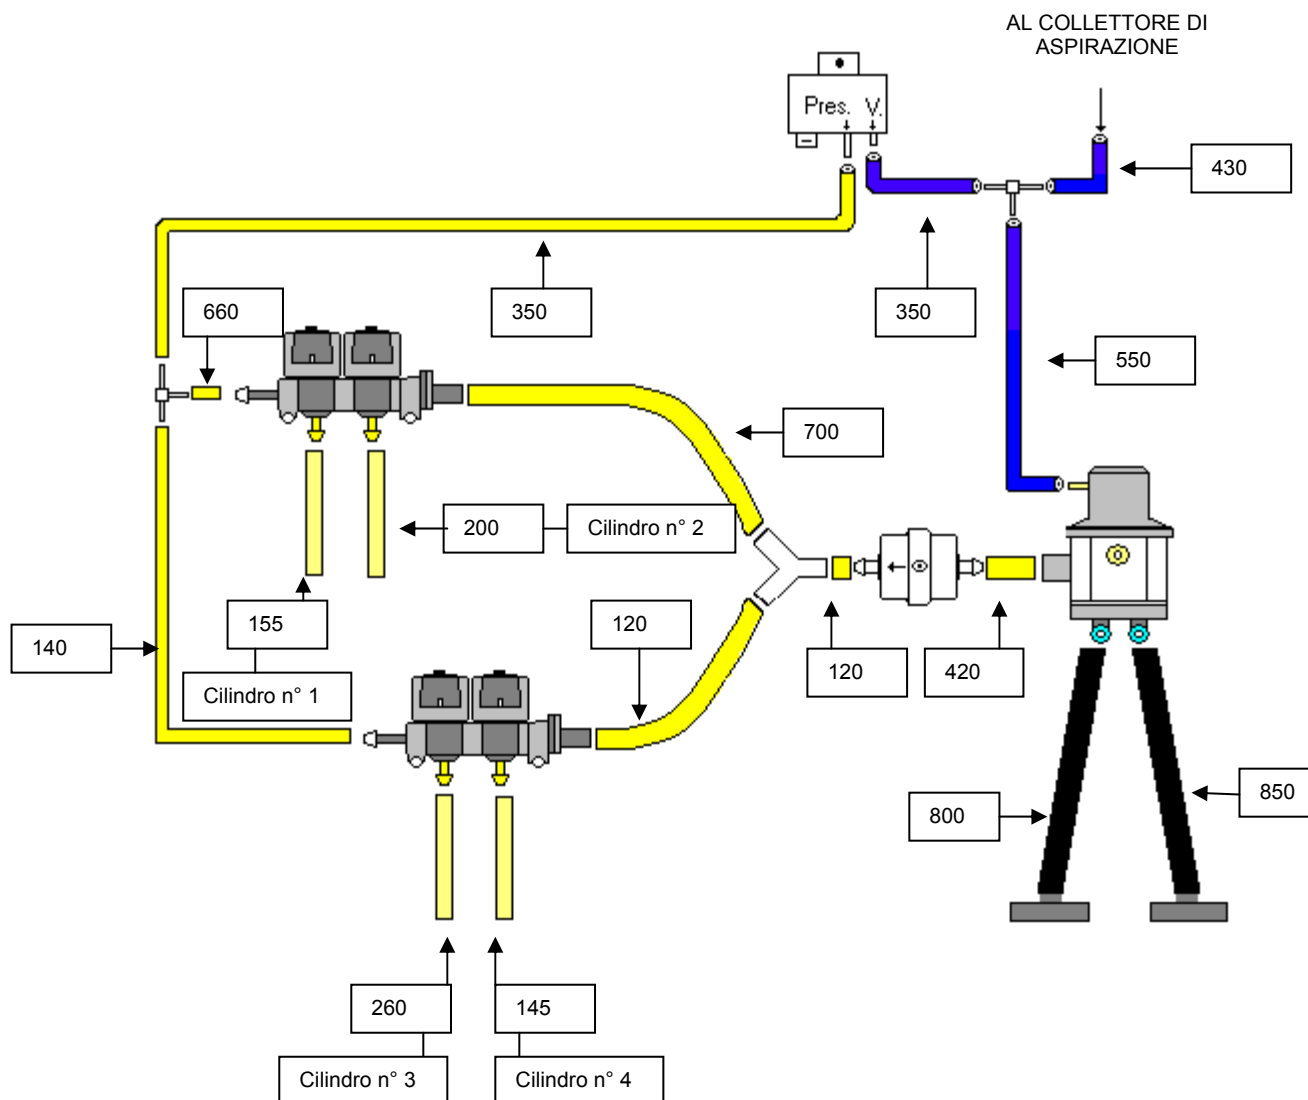 AL COLLETTORE DI
ASPIRAZIONE
Pres. V.
430
350
350
660
550
700
200
Cilindro n° 2
155
Cilindro n° 1
120
140
120
420
850
800
260
145
Cilindro n° 3
Cilindro n° 4